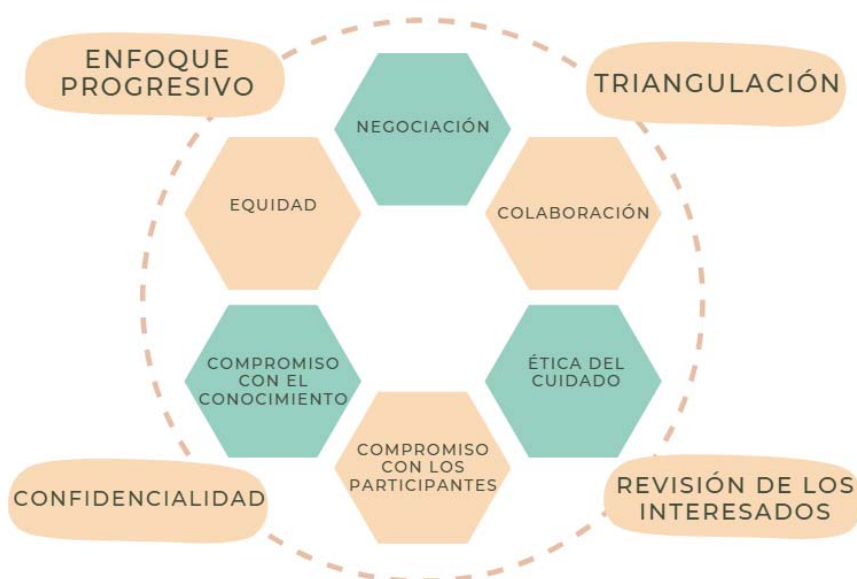 ENFOQUE
PROGRESIVO
TRIANGULACIÓN
NEGOCIACIÓN
EQUIDAD
COLABORACIÓN
COMPROMISO
CON EL
CONOCIMIENTO
ÉTICA DEL
CUIDADO
COMPROMISO
CON LOS
PARTICIPANTES
CONFIDENCIALIDAD
REVISIÓN DE LOS
INTERESADOS